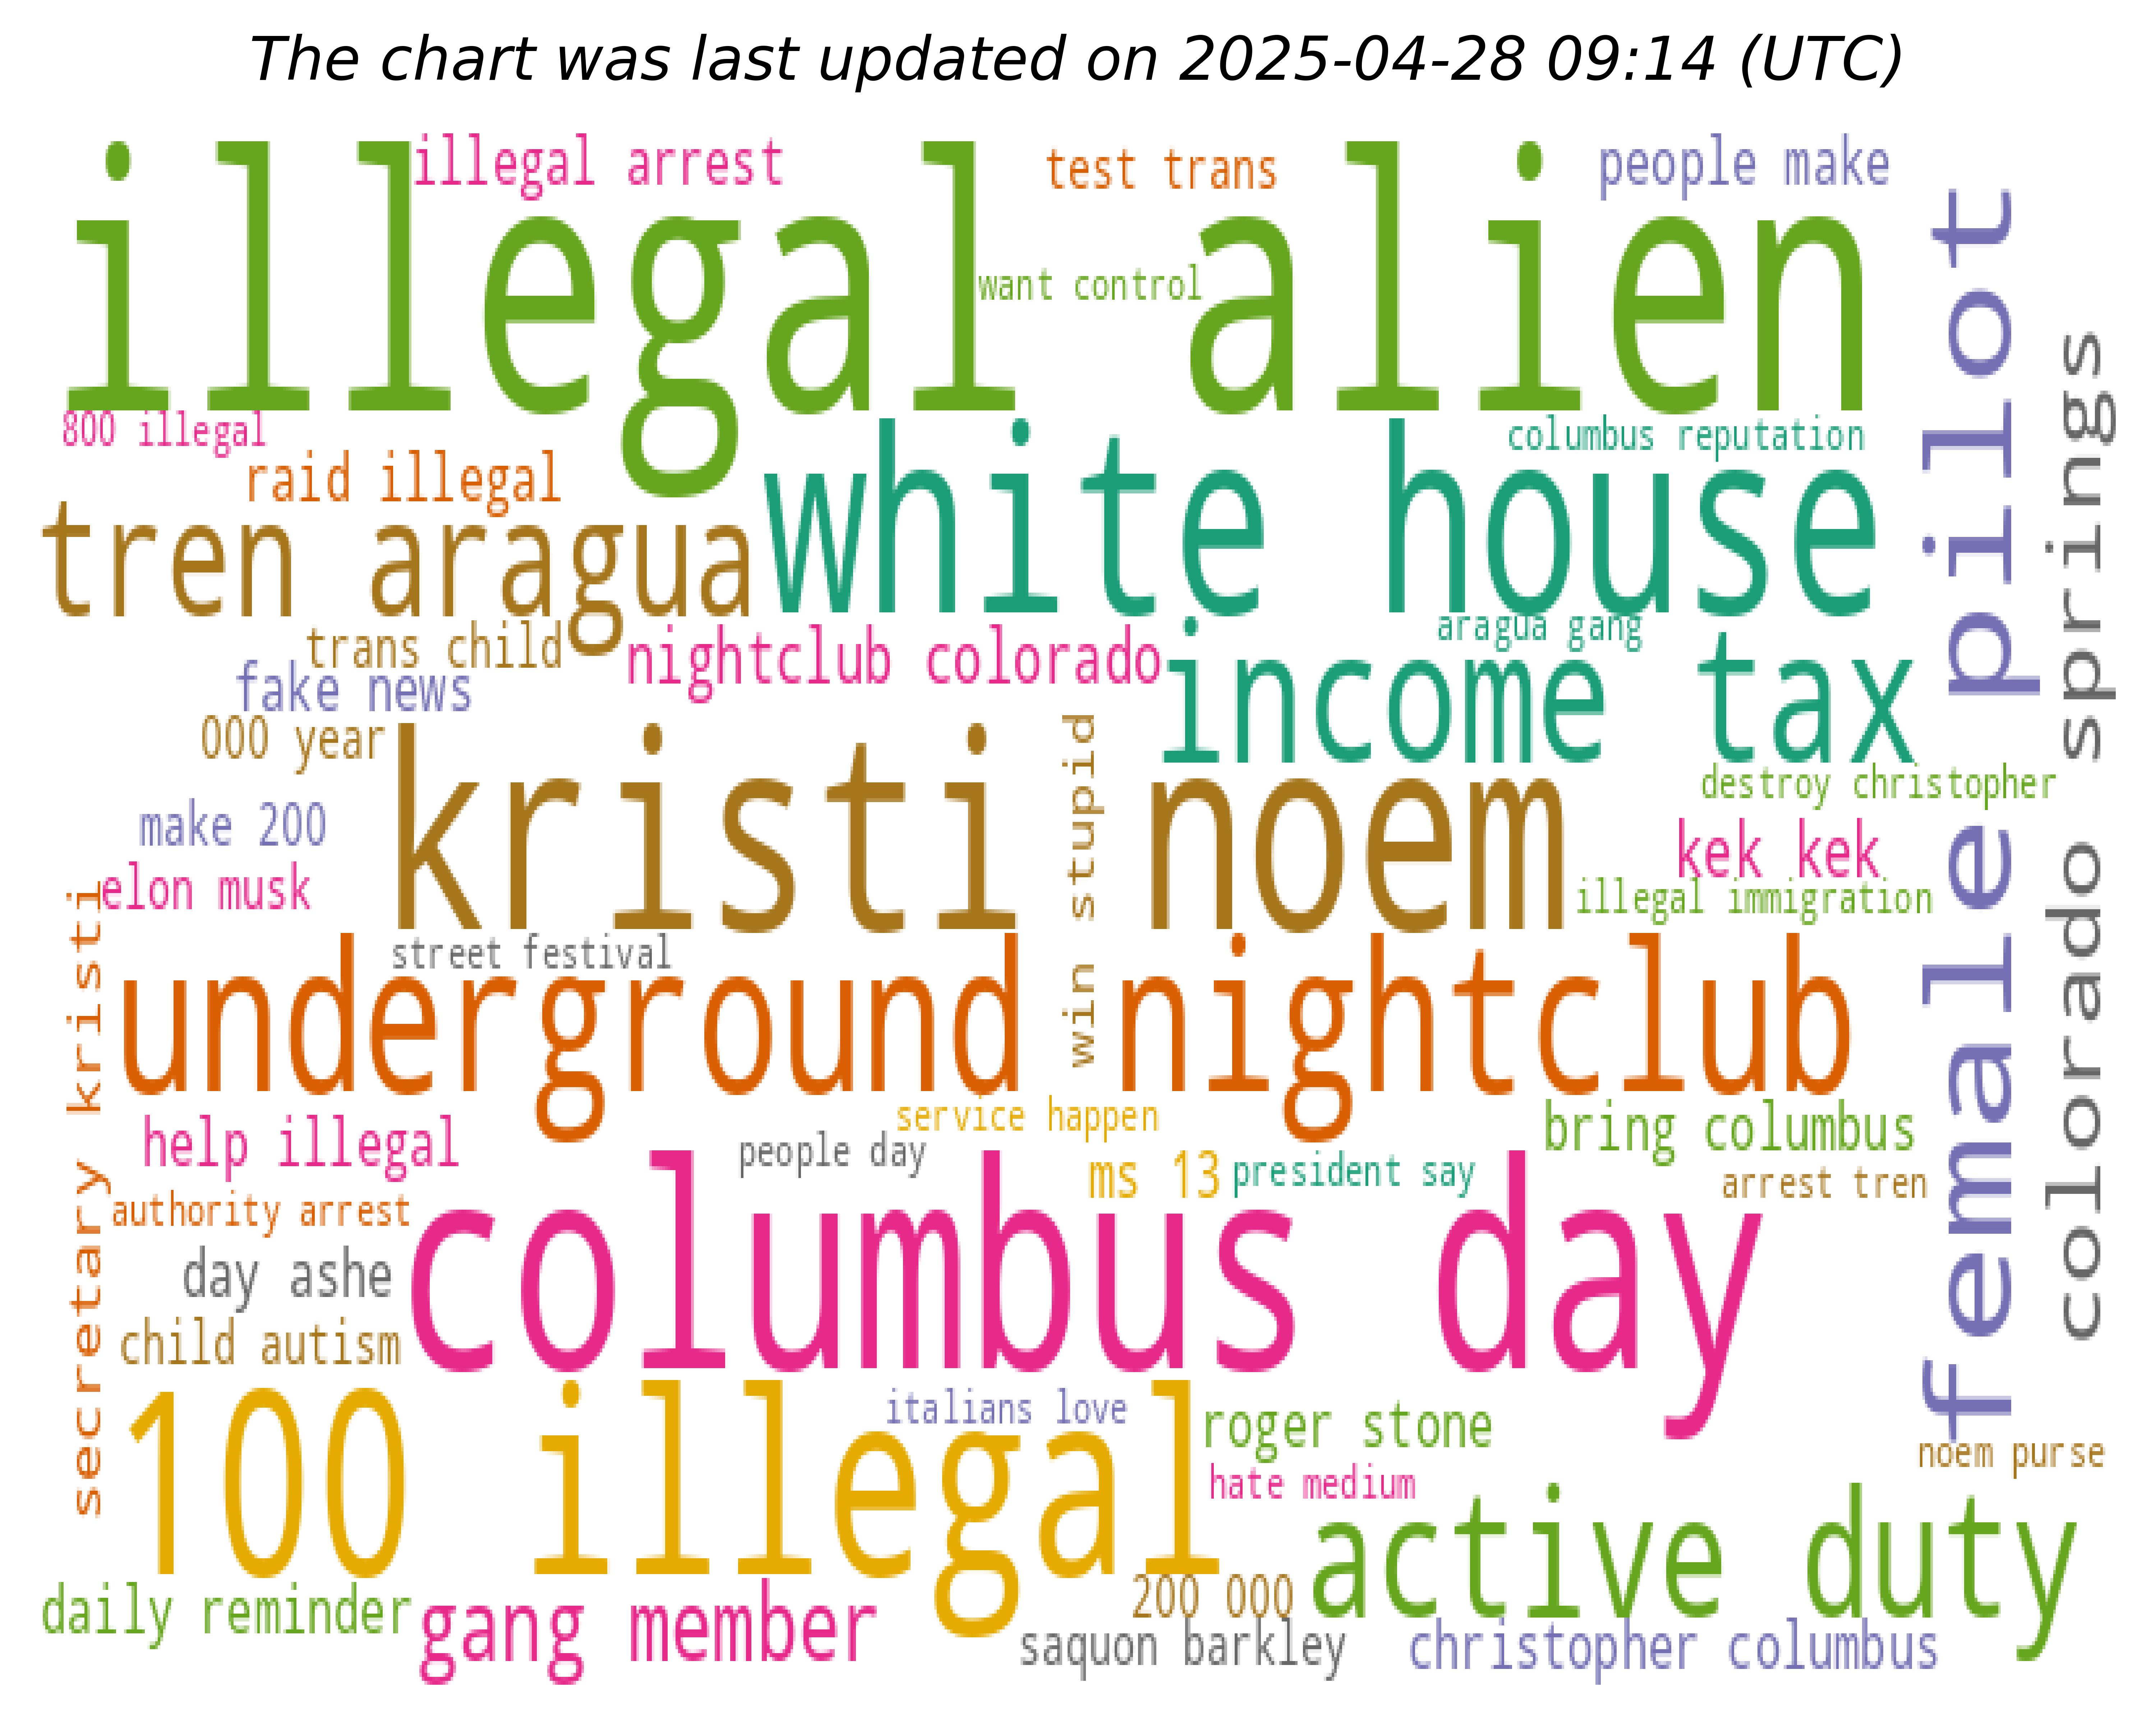 The chart was last updated on 2025-04-28 09:14 (UTC)
illegal arrest
test trans
people make
illegal alien
want control
female pilot
colorado springs
800 illegal
columbus reputation
raid illegal
white house
tren aragua
aragua gang
trans child
nightclub colorado
income tax
fake news
000 year
kristi noem
win stupid
destroy christopher
make 200
kek kek
elon musk
illegal immigration
secretary kristi
street festival
underground nightclub
service happen
help illegal
people day
bring columbus
ms 13
president say
arrest tren
authority arrest
columbus day
day ashe
child autism
100 illegal
italians love
roger stone
noem purse
hate medium
active duty
200 000
daily reminder
gang member
saquon barkley
christopher columbus